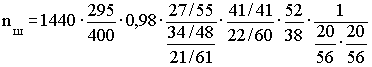 n_ш = 1440 · 295/400 · 0,98 · (27/55)/((34/48)/(21/61)) · (41/41)/(22/60) · 52/38 · 1/((20/56) · (20/56))